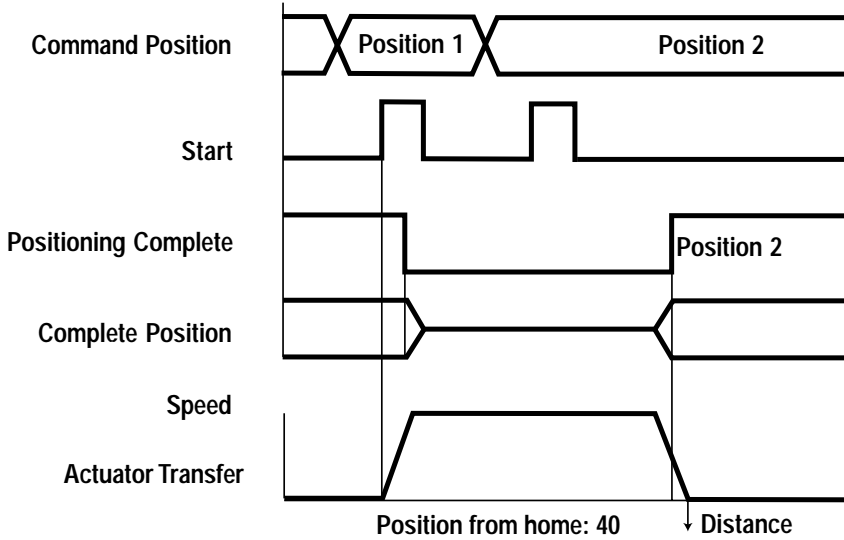 Command Position
Position 1
Position 2
Start
Positioning Complete
Position 2
Complete Position
Speed
Actuator Transfer
Position from home: 40
Distance